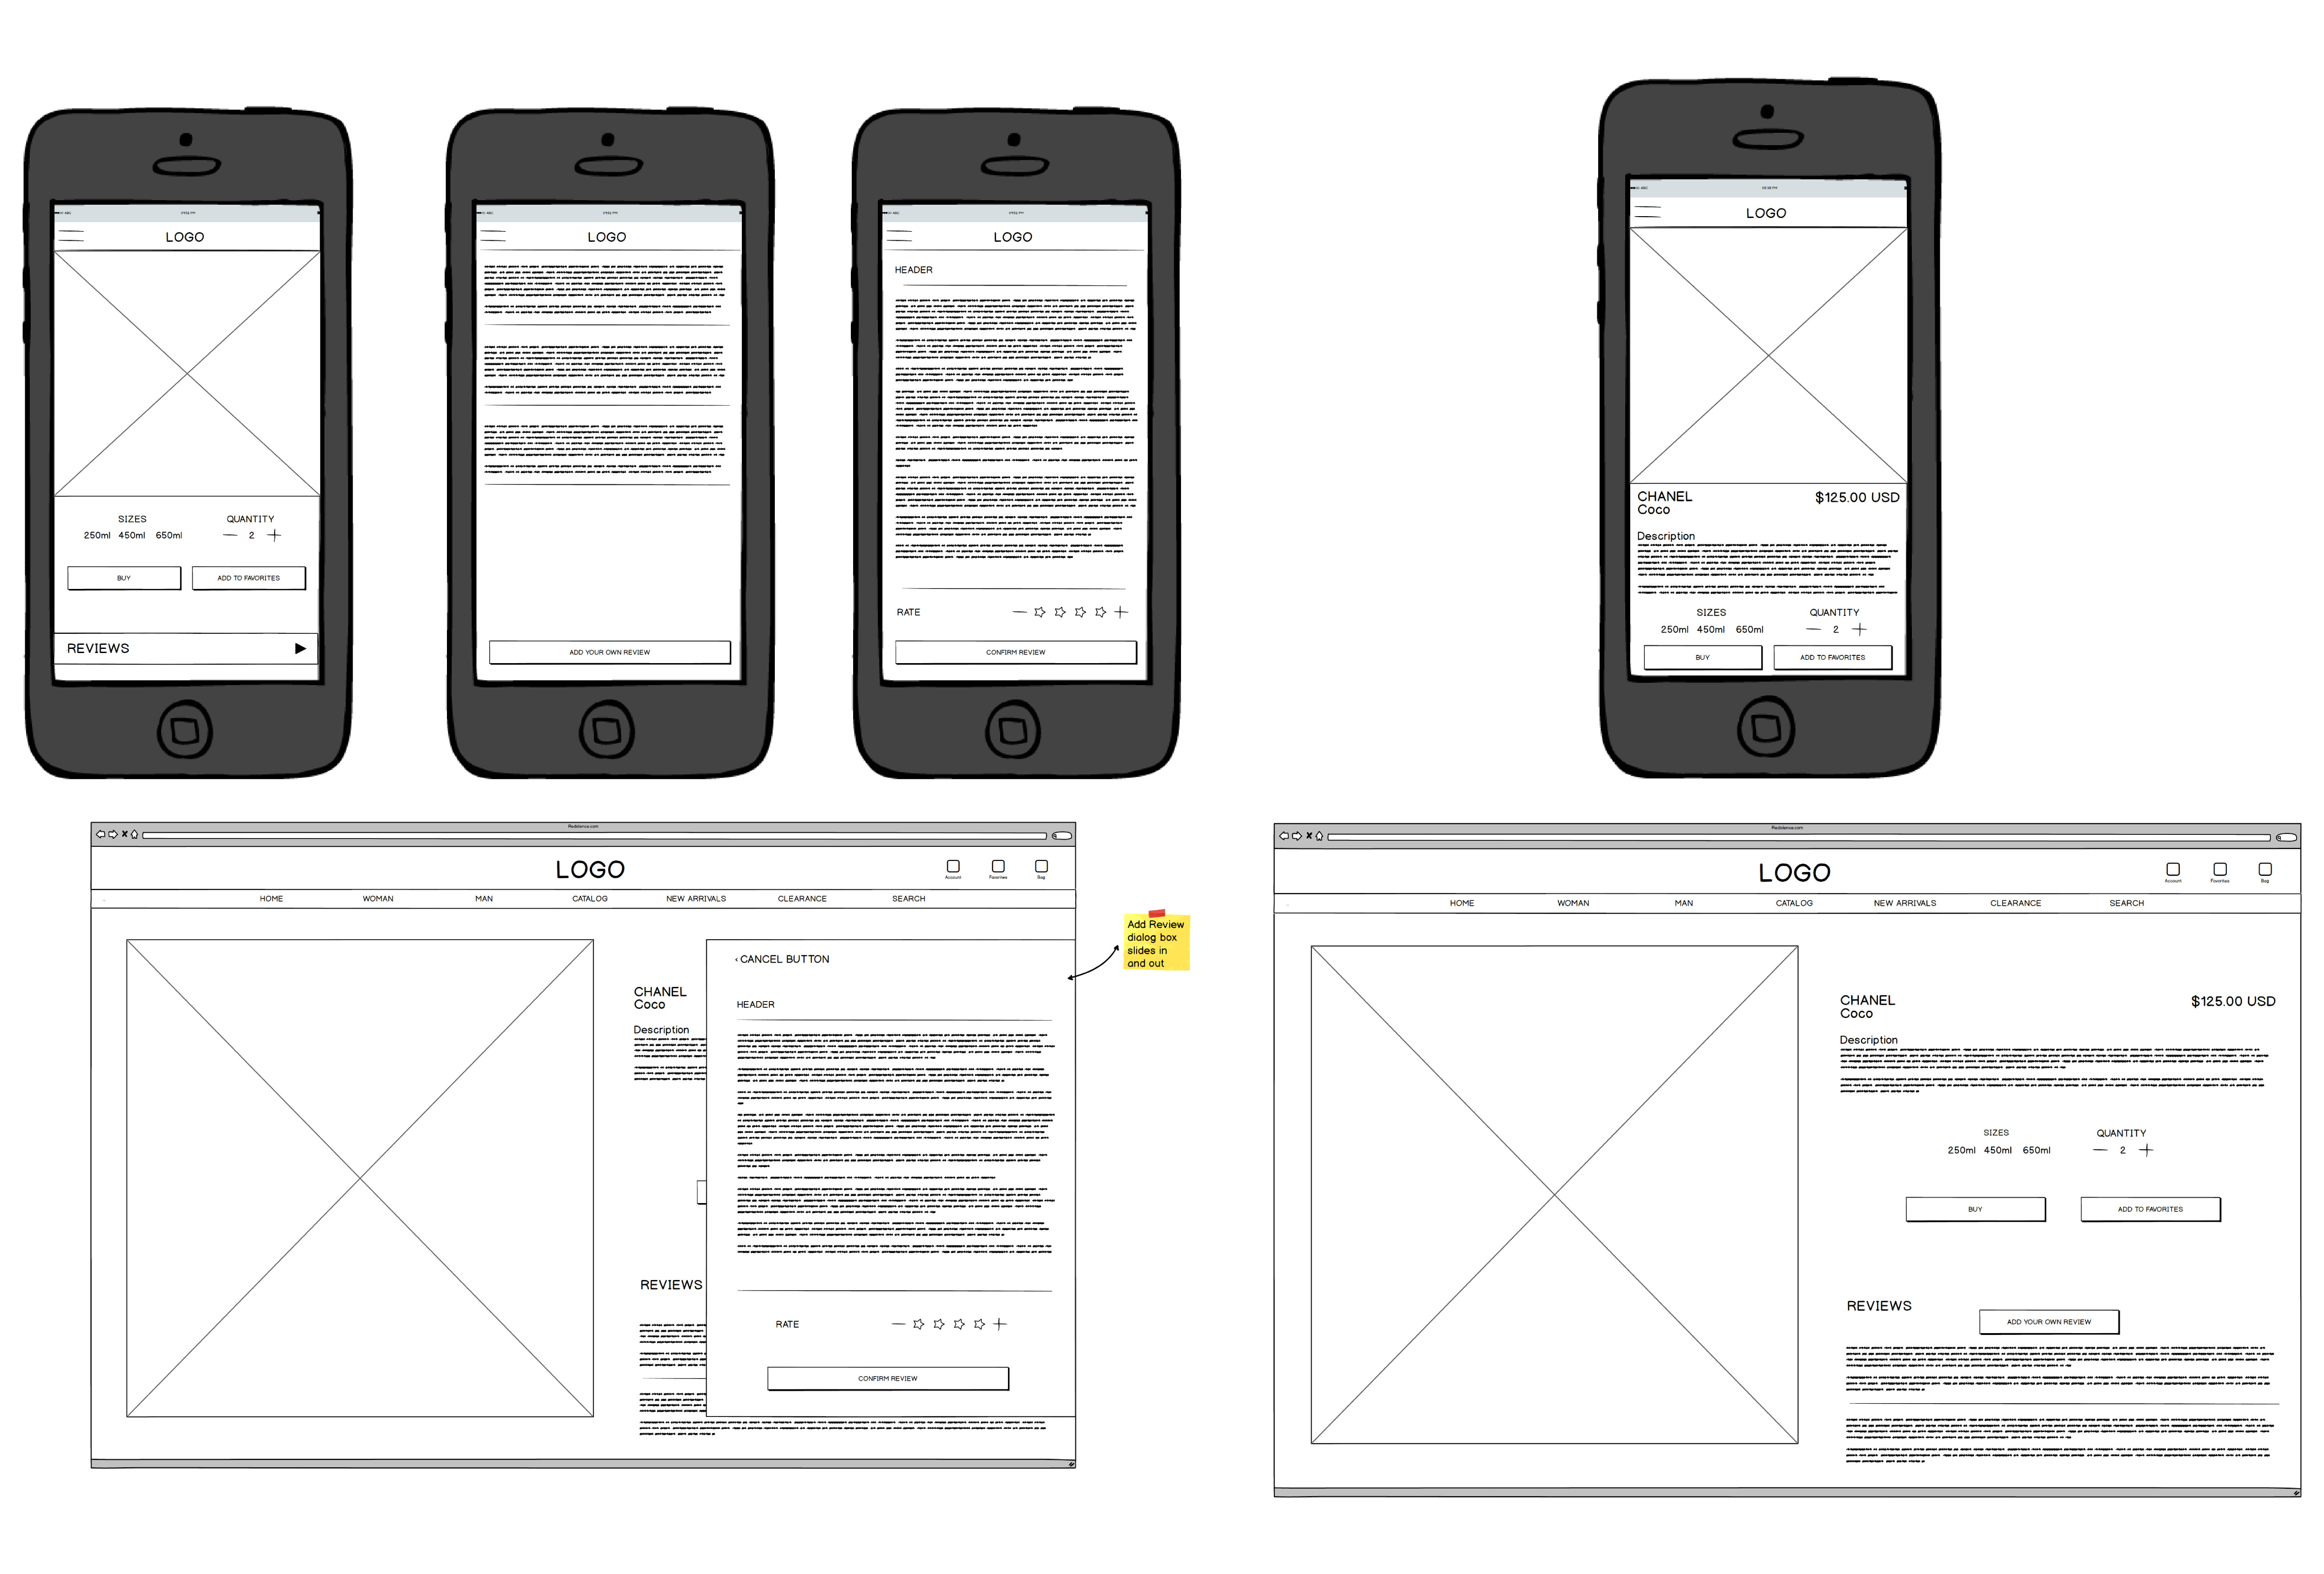 LOGO
SIZES QUANTITY
250ml 450ml 650ml 2
BUY ADD TO FAVORITES
REVIEWS
LOGO
ADD YOUR OWN REVIEW
LOGO
HEADER
RATE
CONFIRM REVIEW
LOGO
CHANEL $125.00 USD
Coco
Description
SIZES QUANTITY
250ml 450ml 650ml 2
BUY ADD TO FAVORITES
LOGO
Account Favorites Bag
HOME WOMAN MAN CATALOG NEW ARRIVALS CLEARANCE SEARCH
‹ CANCEL BUTTON
CHANEL
Coco
HEADER
Description
REVIEWS
RATE
CONFIRM REVIEW
Add Review
dialog box
slides in
and out
LOGO
Account Favorites Bag
HOME WOMAN MAN CATALOG NEW ARRIVALS CLEARANCE SEARCH
CHANEL $125.00 USD
Coco
Description
SIZES QUANTITY
250ml 450ml 650ml 2
BUY ADD TO FAVORITES
REVIEWS
ADD YOUR OWN REVIEW